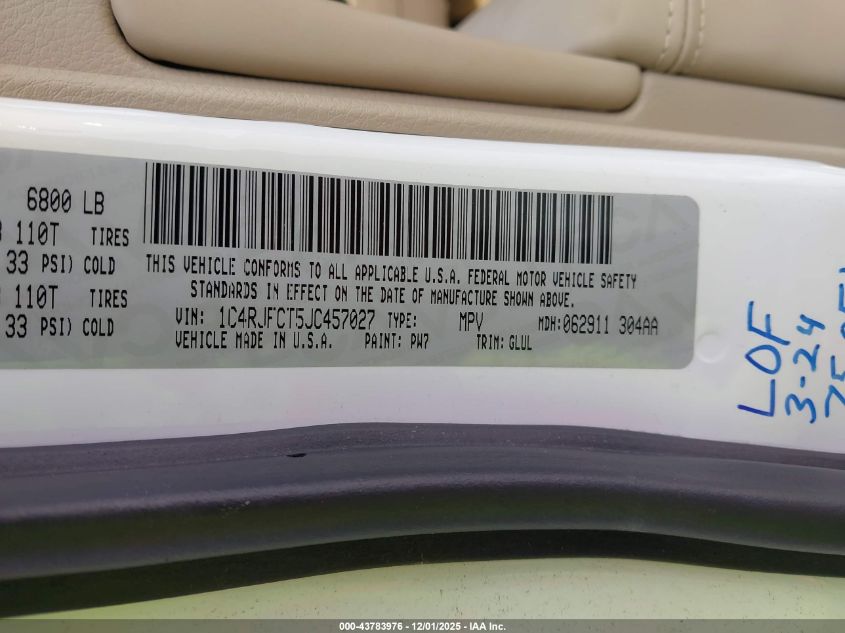 6800 LB
110T TIRES
33 PSI) COLD
110T TIRES
33 PSI) COLD
THIS VEHICLE CONFORMS TO ALL APPLICABLE U.S.A. FEDERAL MOTOR VEHICLE SAFETY
STANDARDS IN EFFECT ON THE DATE OF MANUFACTURE SHOWN ABOVE.
VIN: 1C4RJFCT5JC457027 TYPE: MPV MDH:062911 304AA
VEHICLE MADE IN U.S.A. PAINT: PW7 TRIM: GLUL
LOF
3-24
000-43783976 - 12/01/2025 - IAA Inc.